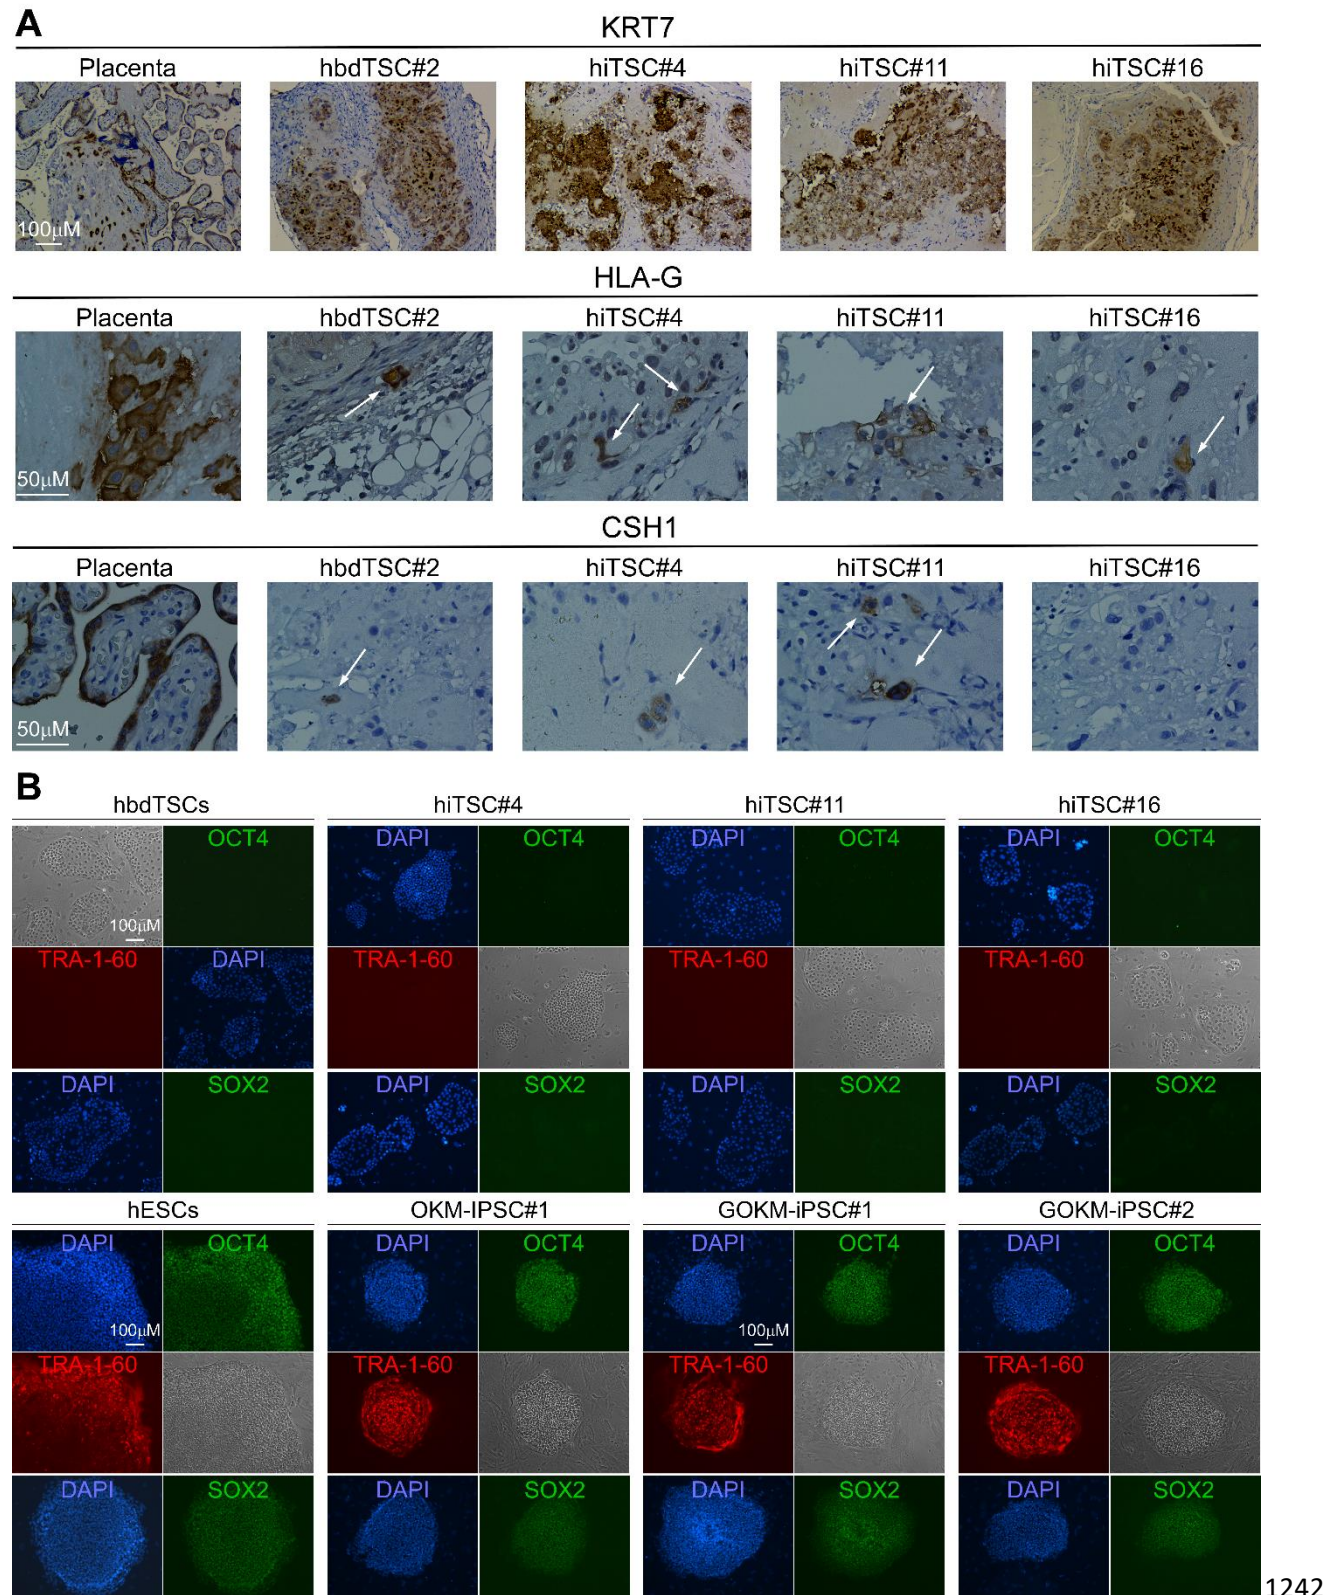 A
KRT7
Placenta hbdTSC#2 hiTSC#4 hiTSC#11 hiTSC#16
100μM
HLA-G
Placenta hbdTSC#2 hiTSC#4 hiTSC#11 hiTSC#16
50μM
CSH1
Placenta hbdTSC#2 hiTSC#4 hiTSC#11 hiTSC#16
50μM
B
hbdTSCs hiTSC#4 hiTSC#11 hiTSC#16
OCT4 DAPI OCT4 DAPI OCT4 DAPI OCT4
100μM
TRA-1-60 DAPI TRA-1-60 TRA-1-60 TRA-1-60
DAPI SOX2 DAPI SOX2 DAPI SOX2 DAPI SOX2
hESCs OKM-IPSC#1 GOKM-iPSC#1 GOKM-iPSC#2
DAPI OCT4 DAPI OCT4 DAPI OCT4 DAPI OCT4
100μM 100μM
TRA-1-60 TRA-1-60 TRA-1-60 TRA-1-60
DAPI SOX2 DAPI SOX2 DAPI SOX2 DAPI SOX2
1242